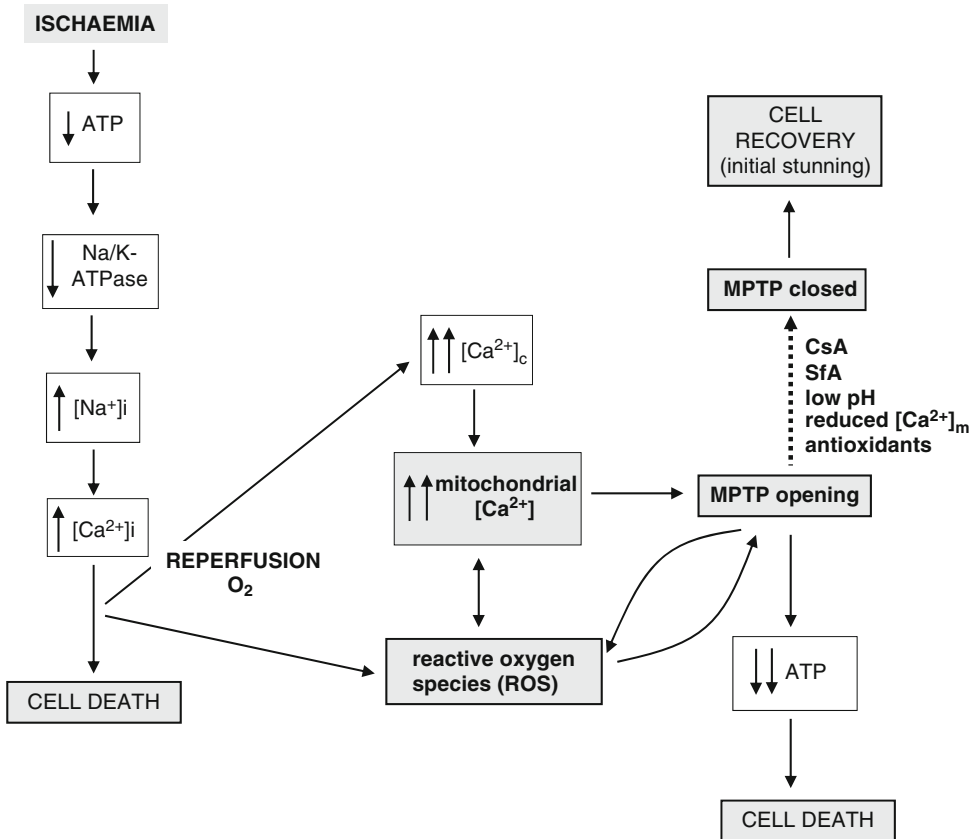 ISCHAEMIA
↓ ATP
↓ Na/K-
ATPase
↑ [Na⁺]i
↑ [Ca²⁺]i
CELL DEATH
REPERFUSION
O₂
↑↑ [Ca²⁺]c
↑↑ mitochondrial
[Ca²⁺]
reactive oxygen
species (ROS)
CELL
RECOVERY
(initial stunning)
MPTP closed
CsA
SfA
low pH
reduced [Ca²⁺]m
antioxidants
MPTP opening
↓↓ ATP
CELL DEATH